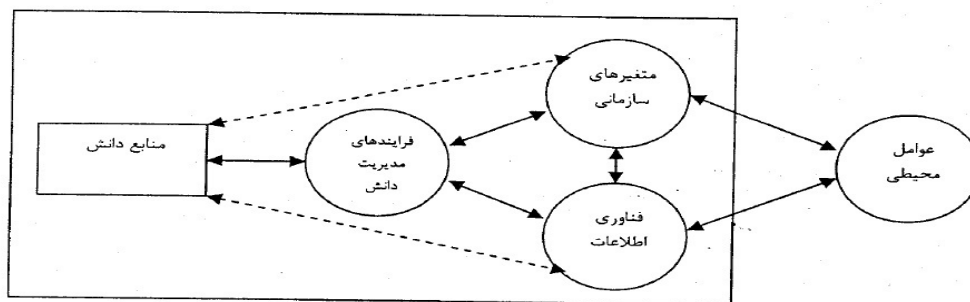 متغیرهای
سازمانی
منابع دانش
فرایندهای
مدیریت
دانش
عوامل
محیطی
فناوری
اطلاعات